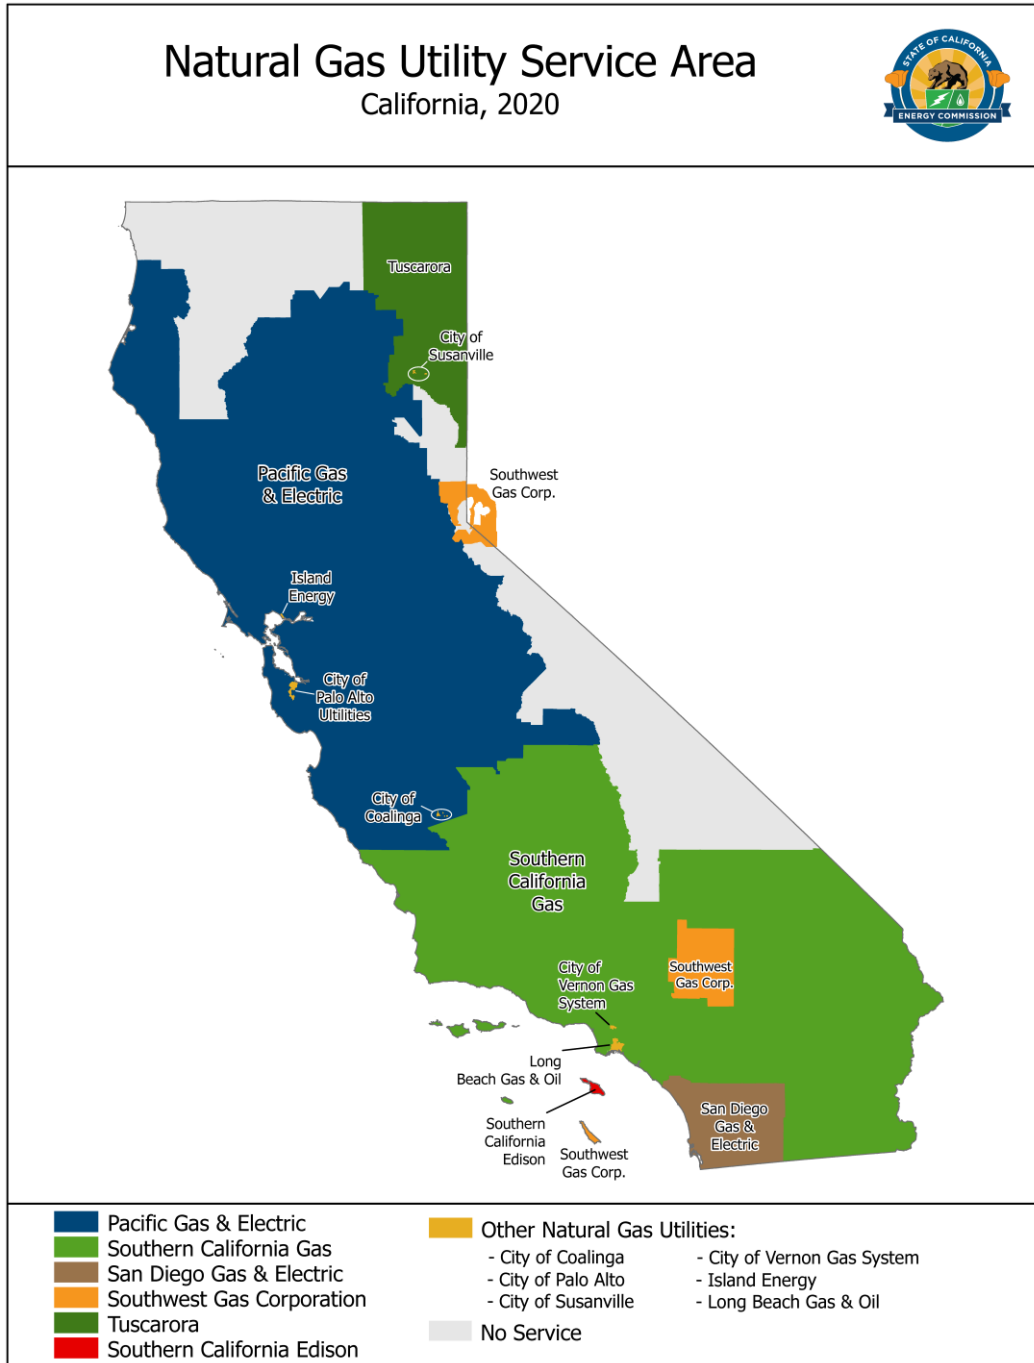 Natural Gas Utility Service Area
California, 2020
STATE OF CALIFORNIA
ENERGY COMMISSION
Tuscarora
City of
Susanville
Pacific Gas
& Electric
Southwest
Gas Corp.
Island
Energy
City of
Palo Alto
Ultilities
City of
Coalinga
Southern
California
Gas
Southwest
Gas Corp.
City of
Vernon Gas
System
Long
Beach Gas & Oil
Southern
California
Edison
Southwest
Gas Corp.
San Diego
Gas &
Electric
Pacific Gas & Electric
Southern California Gas
San Diego Gas & Electric
Southwest Gas Corporation
Tuscarora
Southern California Edison
Other Natural Gas Utilities:
- City of Coalinga
- City of Palo Alto
- City of Susanville
- City of Vernon Gas System
- Island Energy
- Long Beach Gas & Oil
No Service